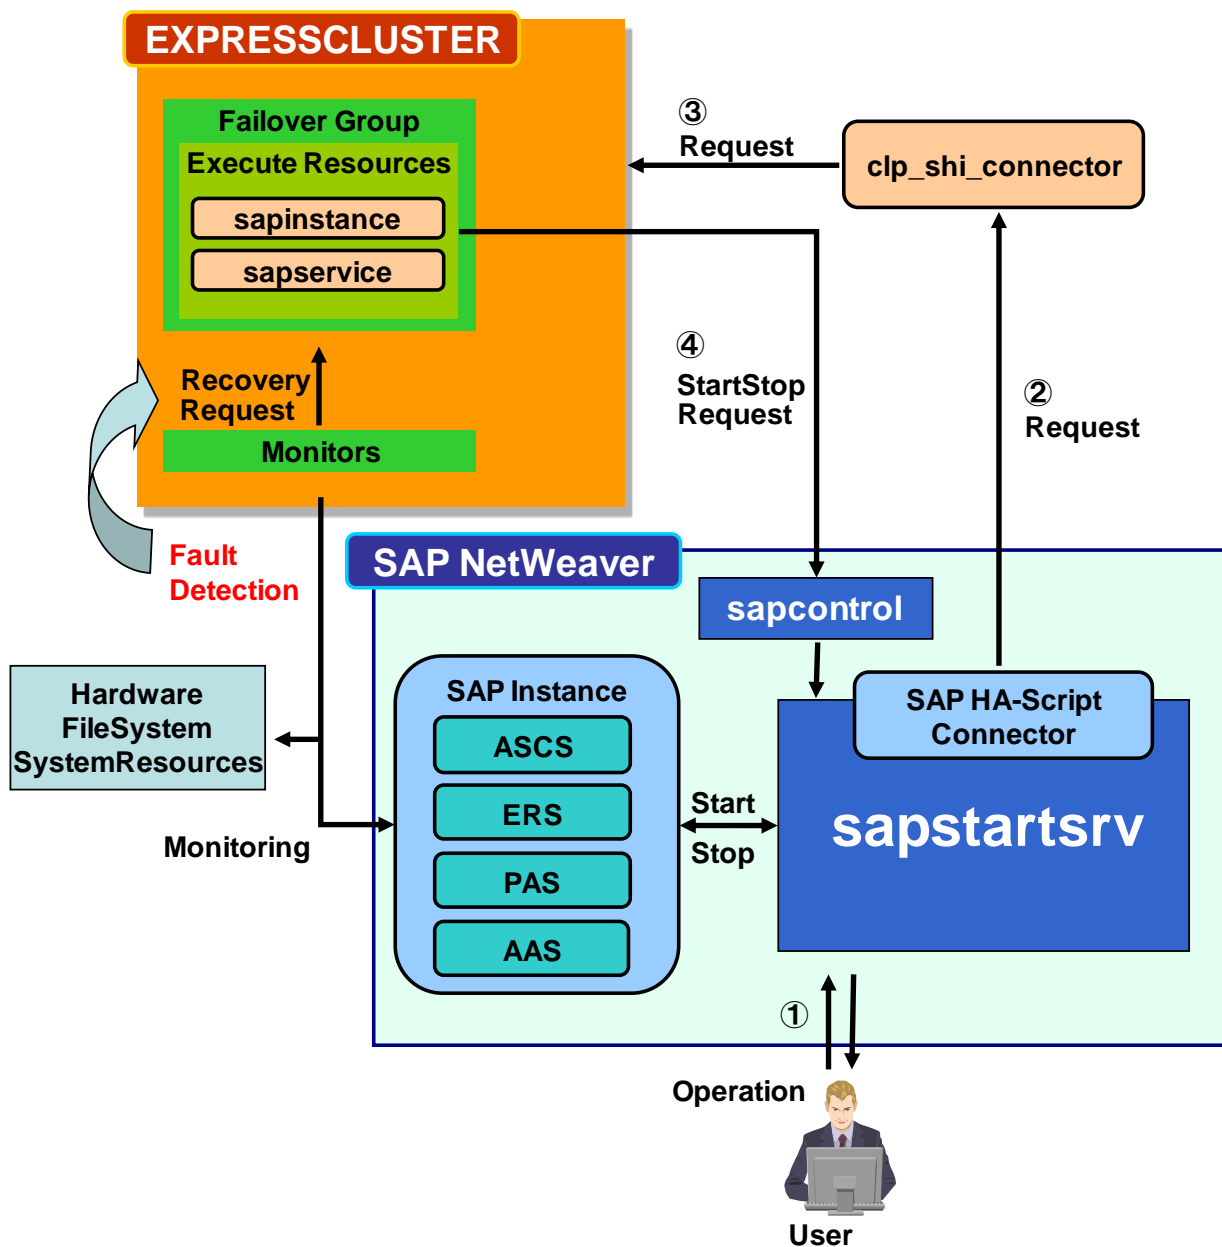 EXPRESSCLUSTER
Failover Group
Execute Resources
sapinstance
sapservice
③
Request
clp_shi_connector
④
StartStop
Request
②
Request
Recovery
Request
Monitors
Fault
Detection
SAP NetWeaver
sapcontrol
Hardware
FileSystem
SystemResources
SAP Instance
ASCS
ERS
PAS
AAS
SAP HA-Script
Connector
sapstartsrv
Start
Stop
Monitoring
①
Operation
User